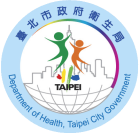 臺北市政府衛生局
TAIPEI
Department of Health, Taipei City Government